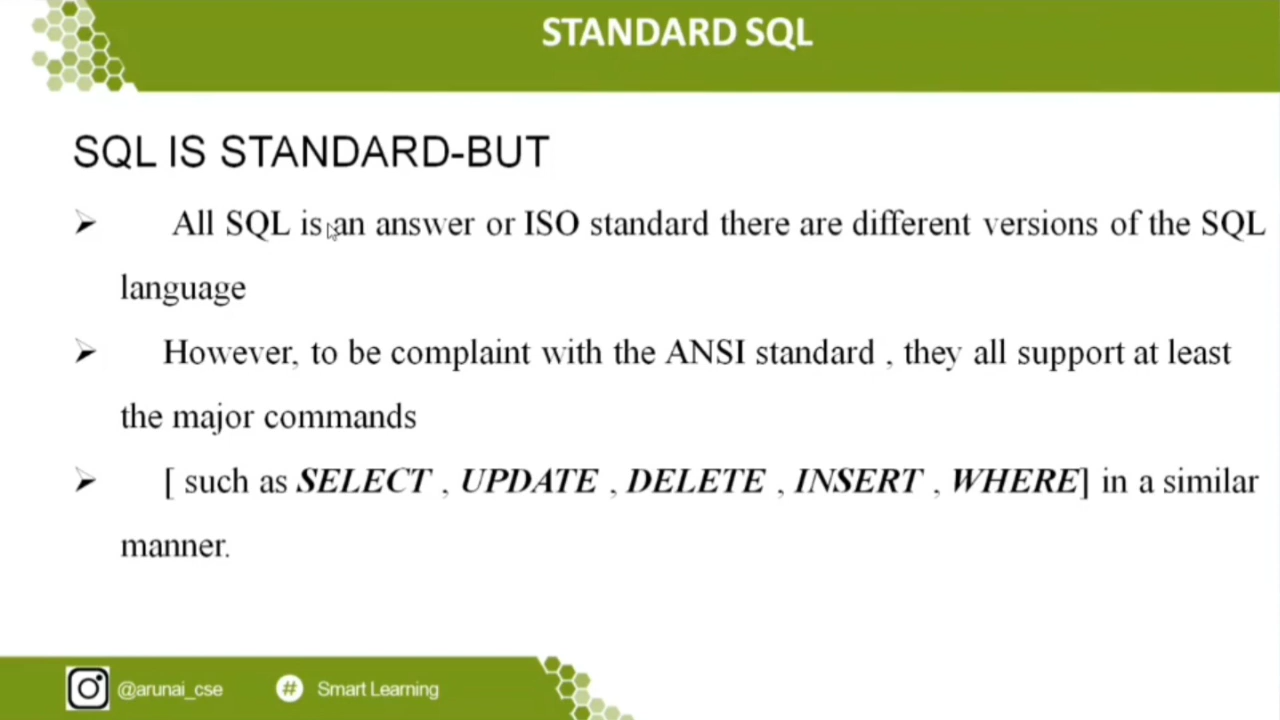 STANDARD SQL
SQL IS STANDARD-BUT
All SQL is an answer or ISO standard there are different versions of the SQL
language
However, to be complaint with the ANSI standard , they all support at least
the major commands
[ such as SELECT , UPDATE , DELETE , INSERT , WHERE] in a similar
manner.
@arunai_cse # Smart Learning